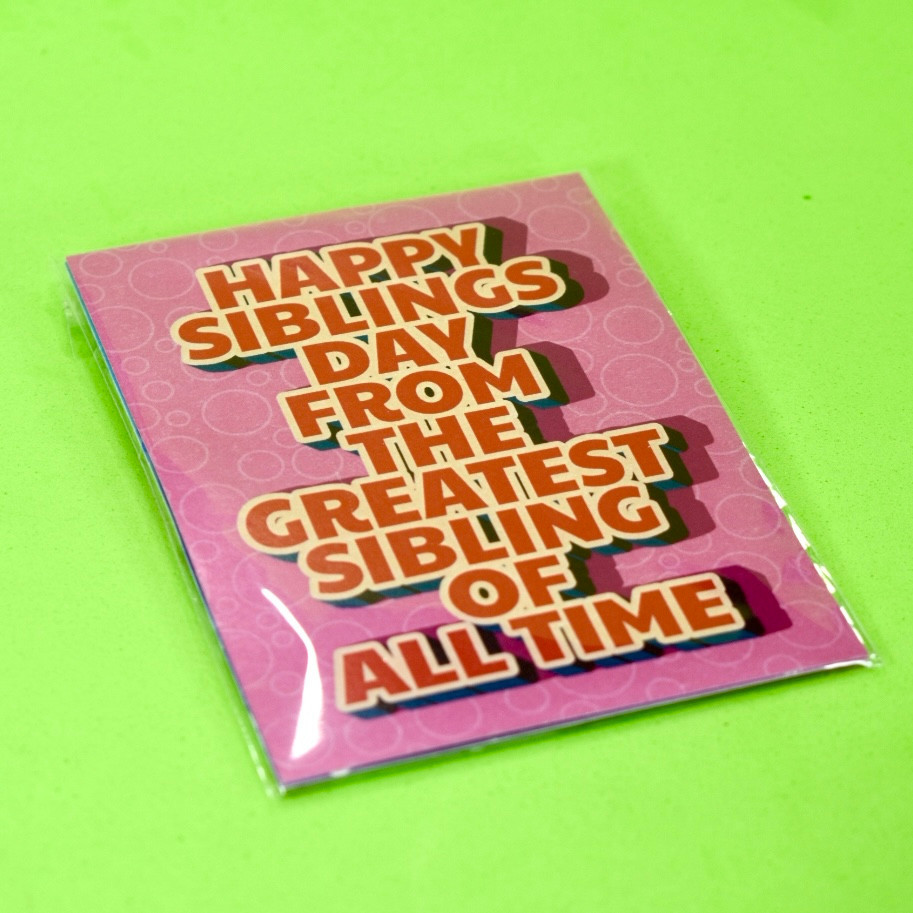 HAPPY
SIBLINGS
DAY
FROM
THE
GREATEST
SIBLING
OF
ALL TIME